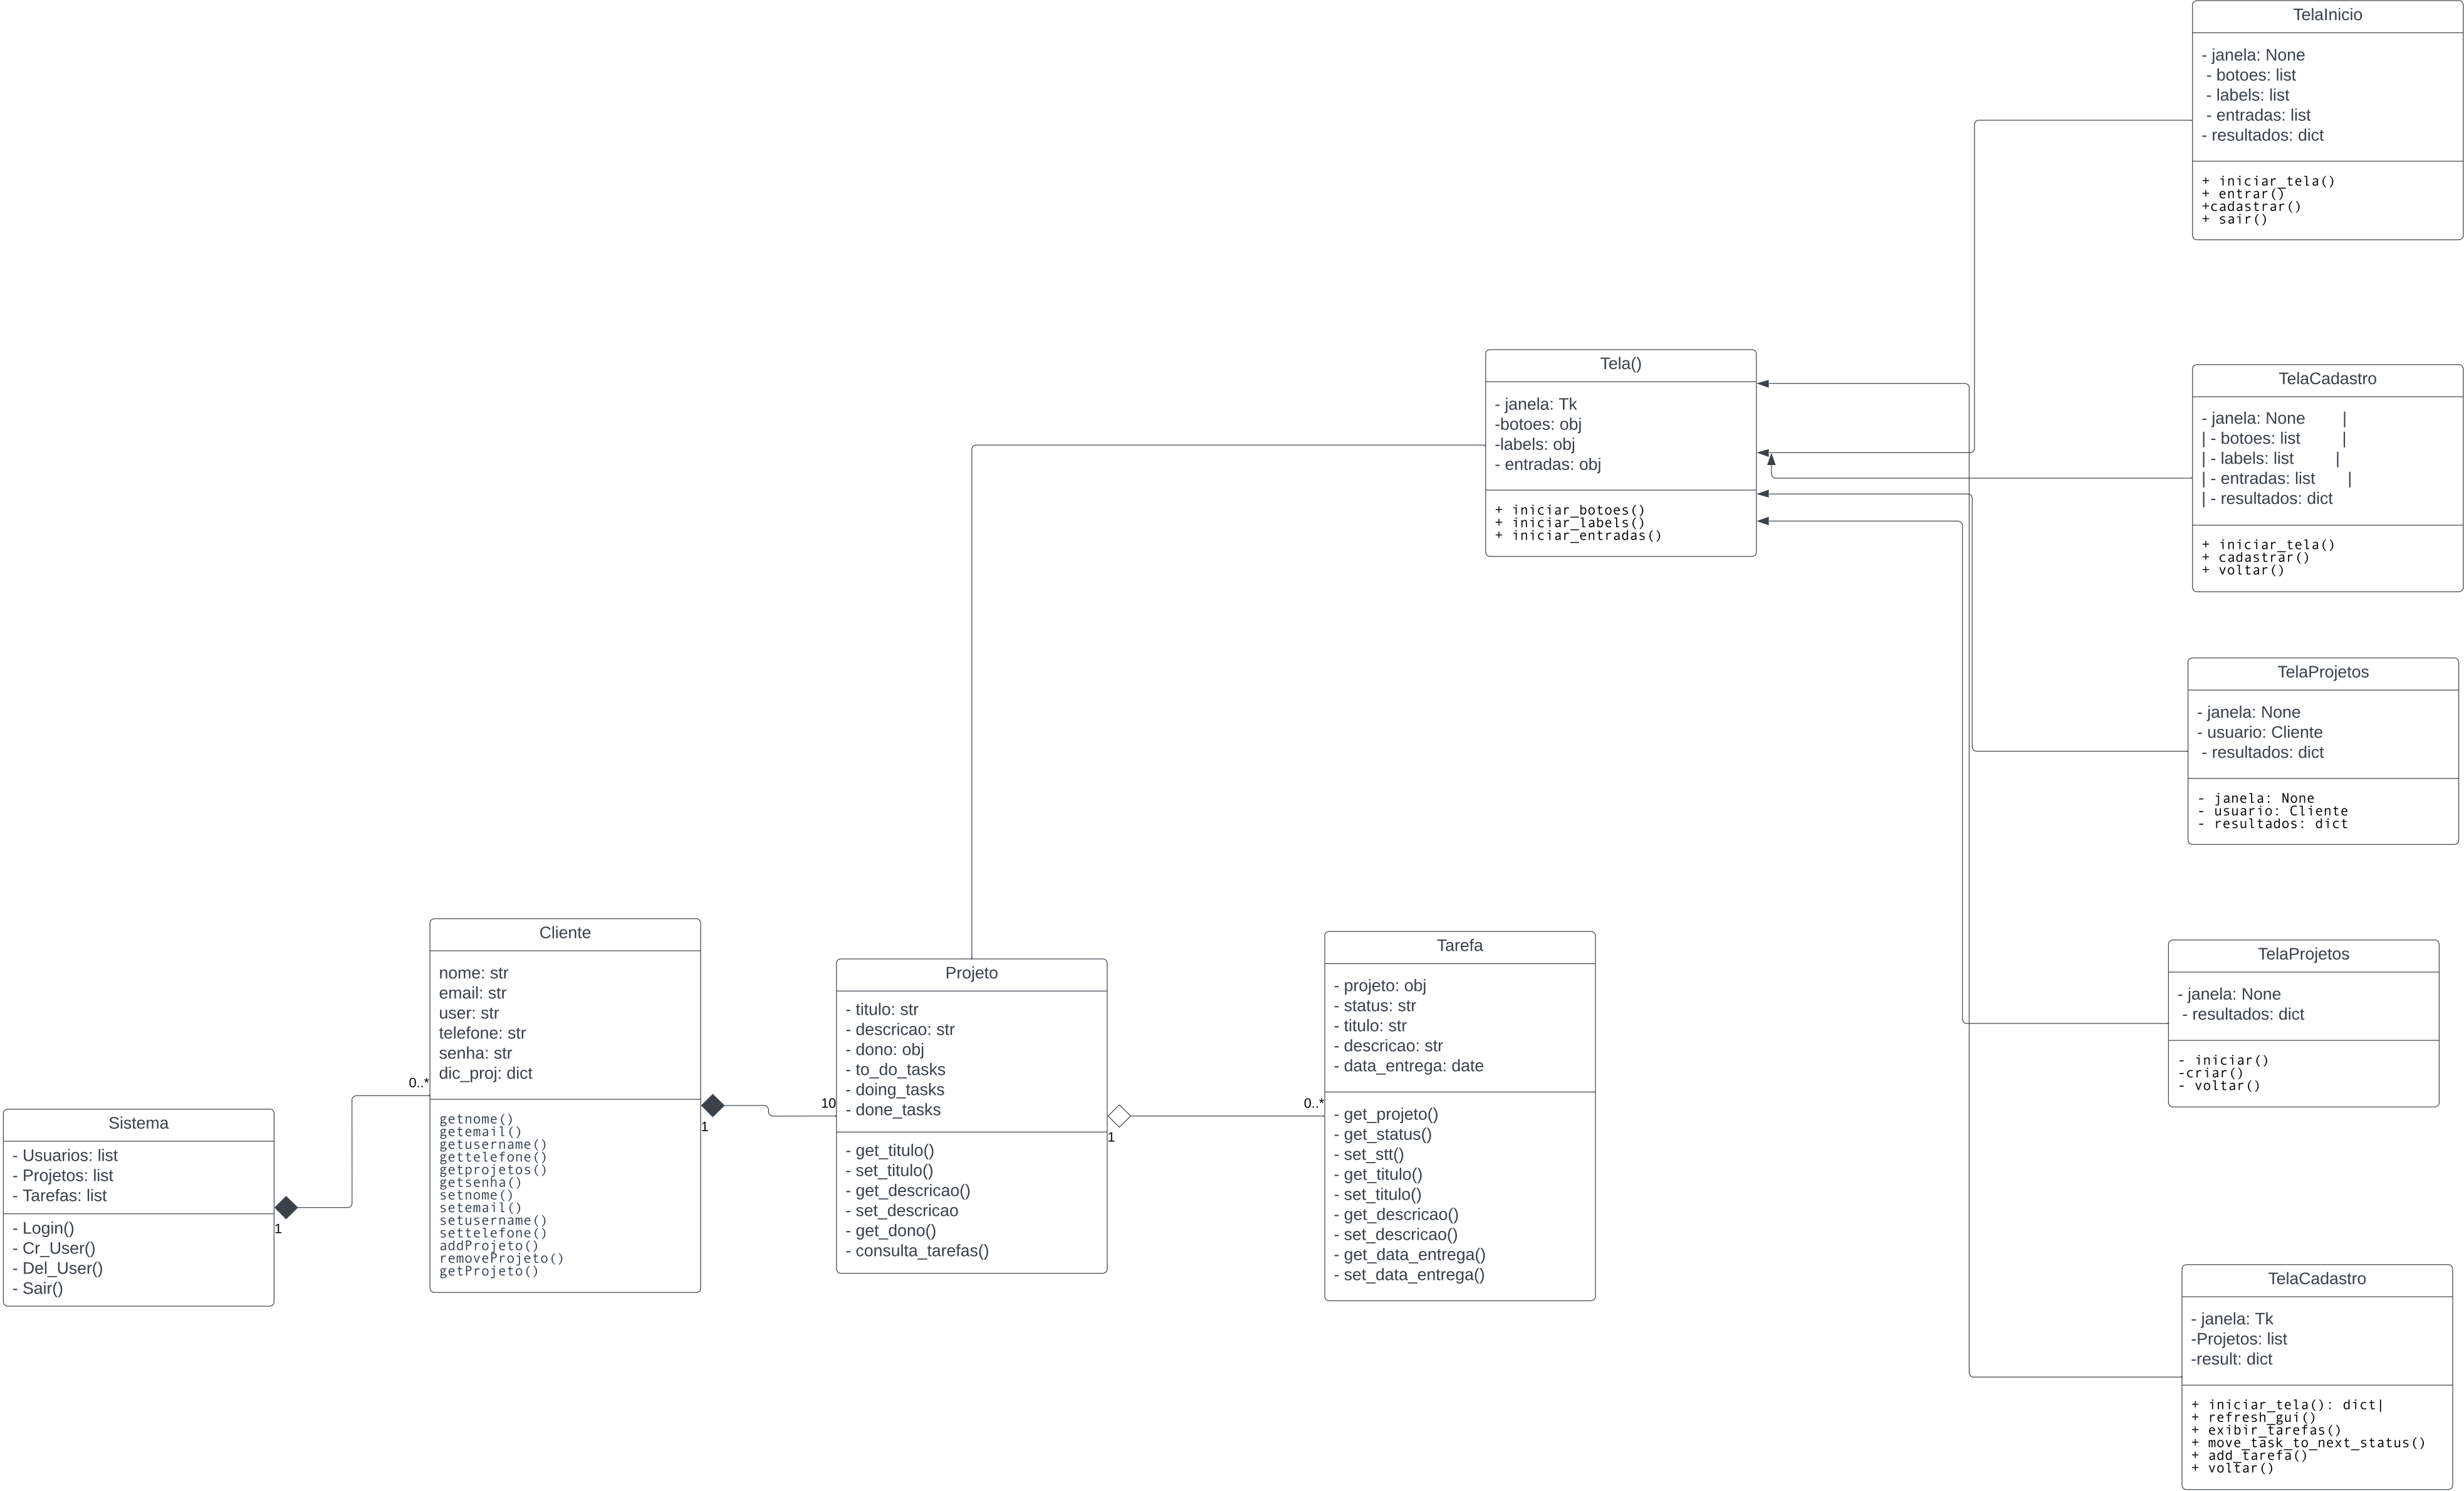 TelaInicio
- janela: None
- botoes: list
- labels: list
- entradas: list
- resultados: dict
+ iniciar_tela()
+ entrar()
+cadastrar()
+ sair()
Tela()
- janela: Tk
-botoes: obj
-labels: obj
- entradas: obj
+ iniciar_botoes()
+ iniciar_labels()
+ iniciar_entradas()
TelaCadastro
- janela: None |
| - botoes: list |
| - labels: list |
| - entradas: list |
| - resultados: dict
+ iniciar_tela()
+ cadastrar()
+ voltar()
TelaProjetos
- janela: None
- usuario: Cliente
- resultados: dict
- janela: None
- usuario: Cliente
- resultados: dict
Sistema
- Usuarios: list
- Projetos: list
- Tarefas: list
- Login()
- Cr_User()
- Del_User()
- Sair()
1
0..*
Cliente
nome: str
email: str
user: str
telefone: str
senha: str
dic_proj: dict
getnome()
getemail()
getusername()
gettelefone()
getprojetos()
getsenha()
setnome()
setemail()
setusername()
settelefone()
addProjeto()
removeProjeto()
getProjeto()
1
10
Projeto
- titulo: str
- descricao: str
- dono: obj
- to_do_tasks
- doing_tasks
- done_tasks
- get_titulo()
- set_titulo()
- get_descricao()
- set_descricao
- get_dono()
- consulta_tarefas()
1
0..*
Tarefa
- projeto: obj
- status: str
- titulo: str
- descricao: str
- data_entrega: date
- get_projeto()
- get_status()
- set_stt()
- get_titulo()
- set_titulo()
- get_descricao()
- set_descricao()
- get_data_entrega()
- set_data_entrega()
TelaProjetos
- janela: None
- resultados: dict
- iniciar()
-criar()
- voltar()
TelaCadastro
- janela: Tk
-Projetos: list
-result: dict
+ iniciar_tela(): dict|
+ refresh_gui()
+ exibir_tarefas()
+ move_task_to_next_status()
+ add_tarefa()
+ voltar()